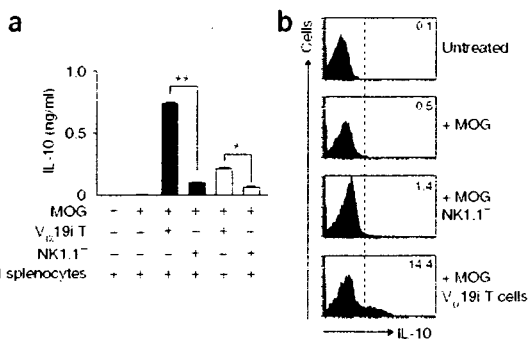 a
IL-10 (ng/ml)
1.0
0.5
0
**
*
– + + + + + MOG
– – + – + – Vα19i T
– – – + – + NK1.1–
+ + + + + + splenocytes
b
Cells
0.1
Untreated
0.5
+ MOG
1.4
+ MOG
NK1.1–
14.4
+ MOG
Vα19i T cells
IL-10